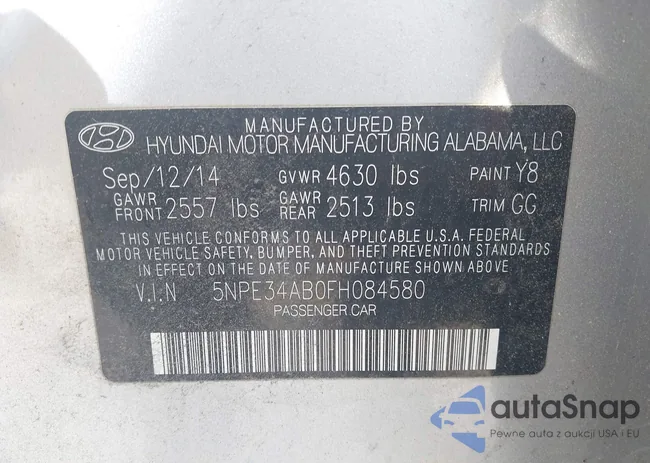 MANUFACTURED BY
HYUNDAI MOTOR MANUFACTURING ALABAMA, LLC
Sep/12/14 GVWR 4630 lbs PAINT Y8
GAWR FRONT 2557 lbs GAWR REAR 2513 lbs TRIM GG
THIS VEHICLE CONFORMS TO ALL APPLICABLE U.S.A. FEDERAL
MOTOR VEHICLE SAFETY, BUMPER, AND THEFT PREVENTION STANDARDS
IN EFFECT ON THE DATE OF MANUFACTURE SHOWN ABOVE.
V.I.N 5NPE34AB0FH084580
PASSENGER CAR
autoSnap
Pewne auta z aukcji USA i EU